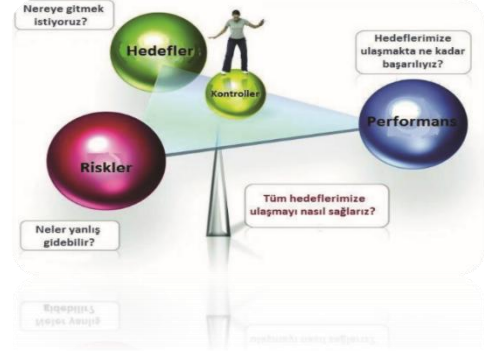 Nereye gitmek
istiyoruz?
Hedefler
Kontroller
Hedeflerimize
ulaşmakta ne kadar
başarılıyız?
Performans
Riskler
Tüm hedeflerimize
ulaşmayı nasıl sağlarız?
Neler yanlış
gidebilir?